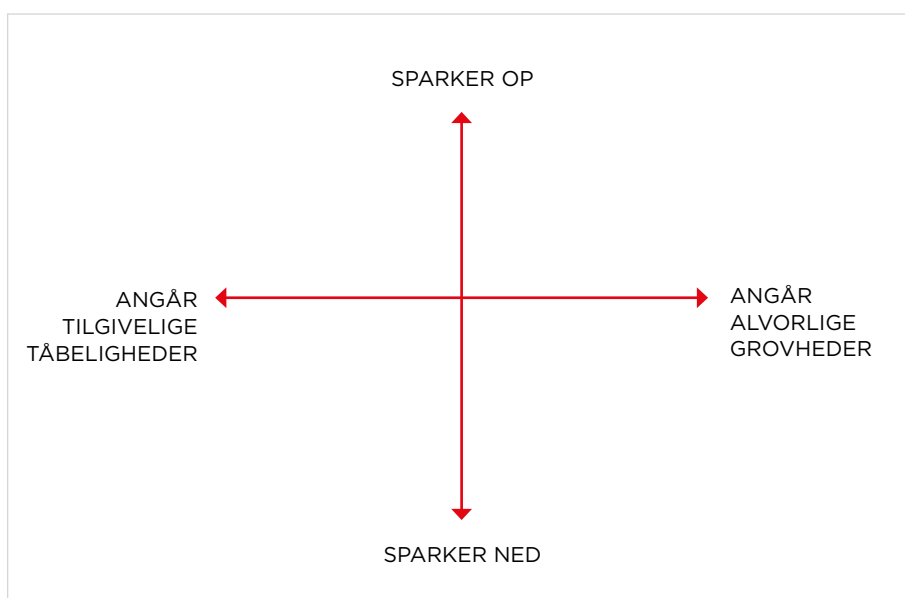 SPARKER OP
ANGÅR
TILGIVELIGE
TÅBELIGHEDER
ANGÅR
ALVORLIGE
GROVHEDER
SPARKER NED